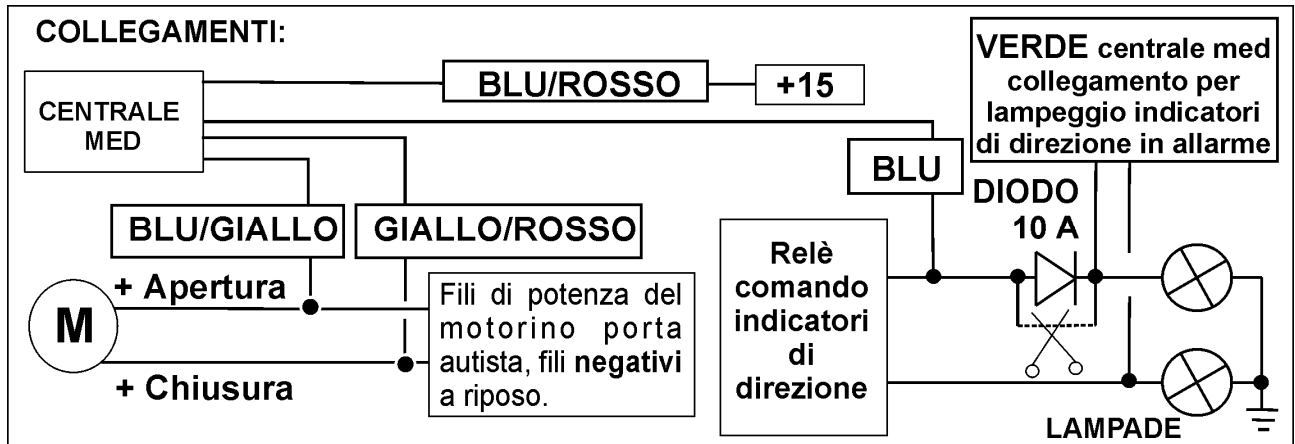 COLLEGAMENTI:
CENTRALE
MED
BLU/ROSSO
+15
VERDE centrale med
collegamento per
lampeggio indicatori
di direzione in allarme
BLU
DIODO
10 A
BLU/GIALLO
GIALLO/ROSSO
M
+ Apertura
+ Chiusura
Fili di potenza del
motorino porta
autista, fili negativi
a riposo.
Relè
comando
indicatori
di
direzione
LAMPADE